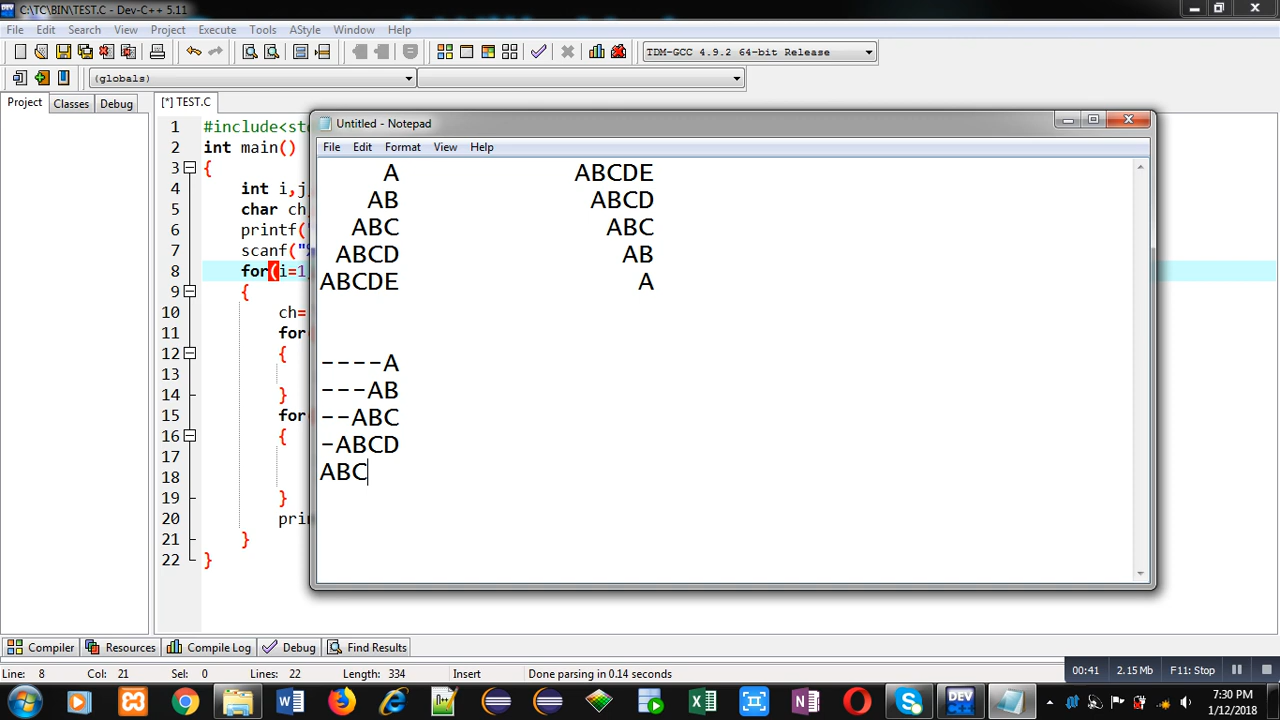 C:\TC\BIN\TEST.C - Dev-C++ 5.11
File Edit Search View Project Execute Tools AStyle Window Help
TDM-GCC 4.9.2 64-bit Release
(globals)
Project Classes Debug
[*] TEST.C
1 #include<st
2 int main()
3 {
4 int i,j
5 char ch
6 printf(
7 scanf("
8 for(i=1
9 {
10 ch=
11 for
12 {
13
14 }
15 for
16 {
17
18
19 }
20 prin
21 }
22 }
Untitled - Notepad
File Edit Format View Help
A ABCDE
AB ABCD
ABC ABC
ABCD AB
ABCDE A
----A
---AB
--ABC
-ABCD
ABC
Compiler Resources Compile Log Debug Find Results
Line: 8 Col: 21 Sel: 0 Lines: 22 Length: 334 Insert Done parsing in 0.14 seconds
00:41 2.15 Mb F11: Stop
7:30 PM
1/12/2018